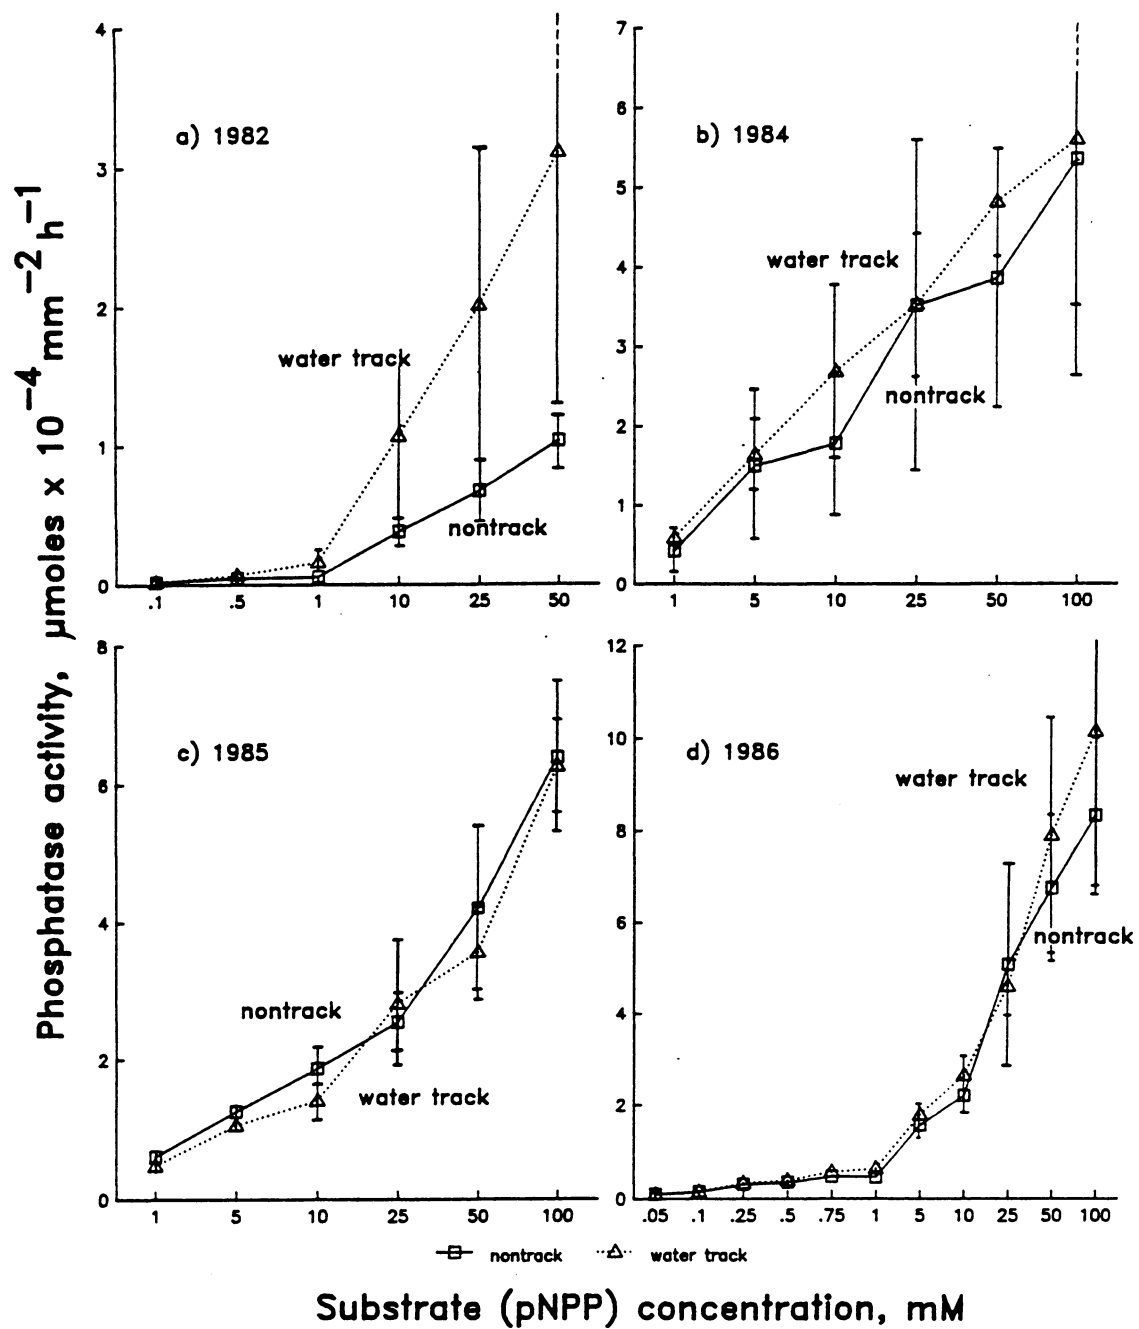 Phosphatase activity, μmoles x 10⁻⁴ mm⁻² h⁻¹
a) 1982
4
3
2
1
0
water track
nontrack
.1 .5 1 10 25 50
b) 1984
7
6
5
4
3
2
1
0
water track
nontrack
1 5 10 25 50 100
c) 1985
8
6
4
2
0
nontrack
water track
1 5 10 25 50 100
d) 1986
12
10
8
6
4
2
0
water track
nontrack
.05 .1 .25 .5 .75 1 5 10 25 50 100
nontrack water track
Substrate (pNPP) concentration, mM